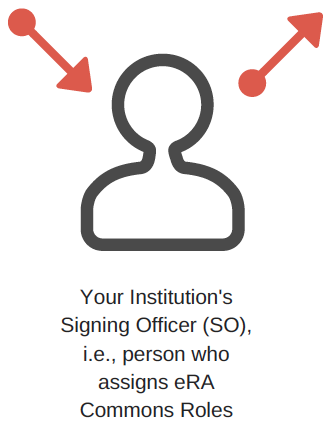 Your Institution's
Signing Officer (SO),
i.e., person who
assigns eRA
Commons Roles